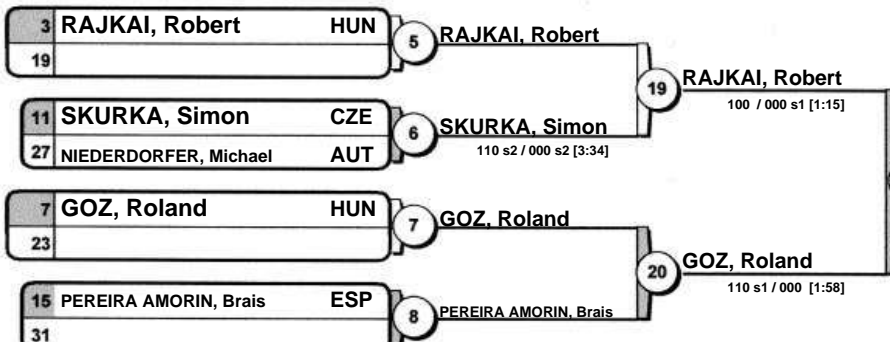 3 RAJKAI, Robert HUN
19
5
RAJKAI, Robert
11 SKURKA, Simon CZE
27 NIEDERDORFER, Michael AUT
6
SKURKA, Simon
110 s2 / 000 s2 [3:34]
19
RAJKAI, Robert
100 / 000 s1 [1:15]
7 GOZ, Roland HUN
23
7
GOZ, Roland
15 PEREIRA AMORIN, Brais ESP
31
8
PEREIRA AMORIN, Brais
20
GOZ, Roland
110 s1 / 000 [1:58]